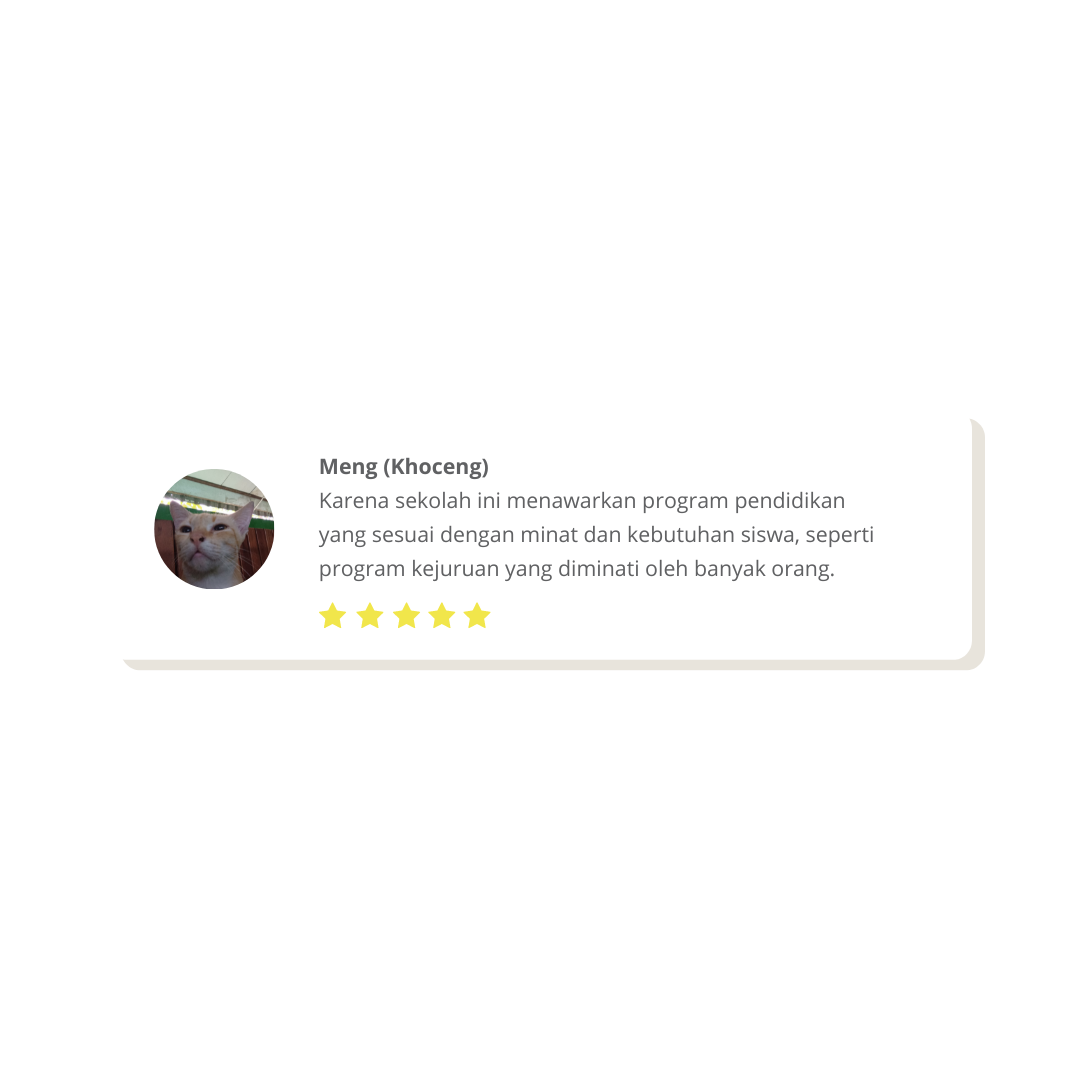 Meng (Khoceng)
Karena sekolah ini menawarkan program pendidikan
yang sesuai dengan minat dan kebutuhan siswa, seperti
program kejuruan yang diminati oleh banyak orang.